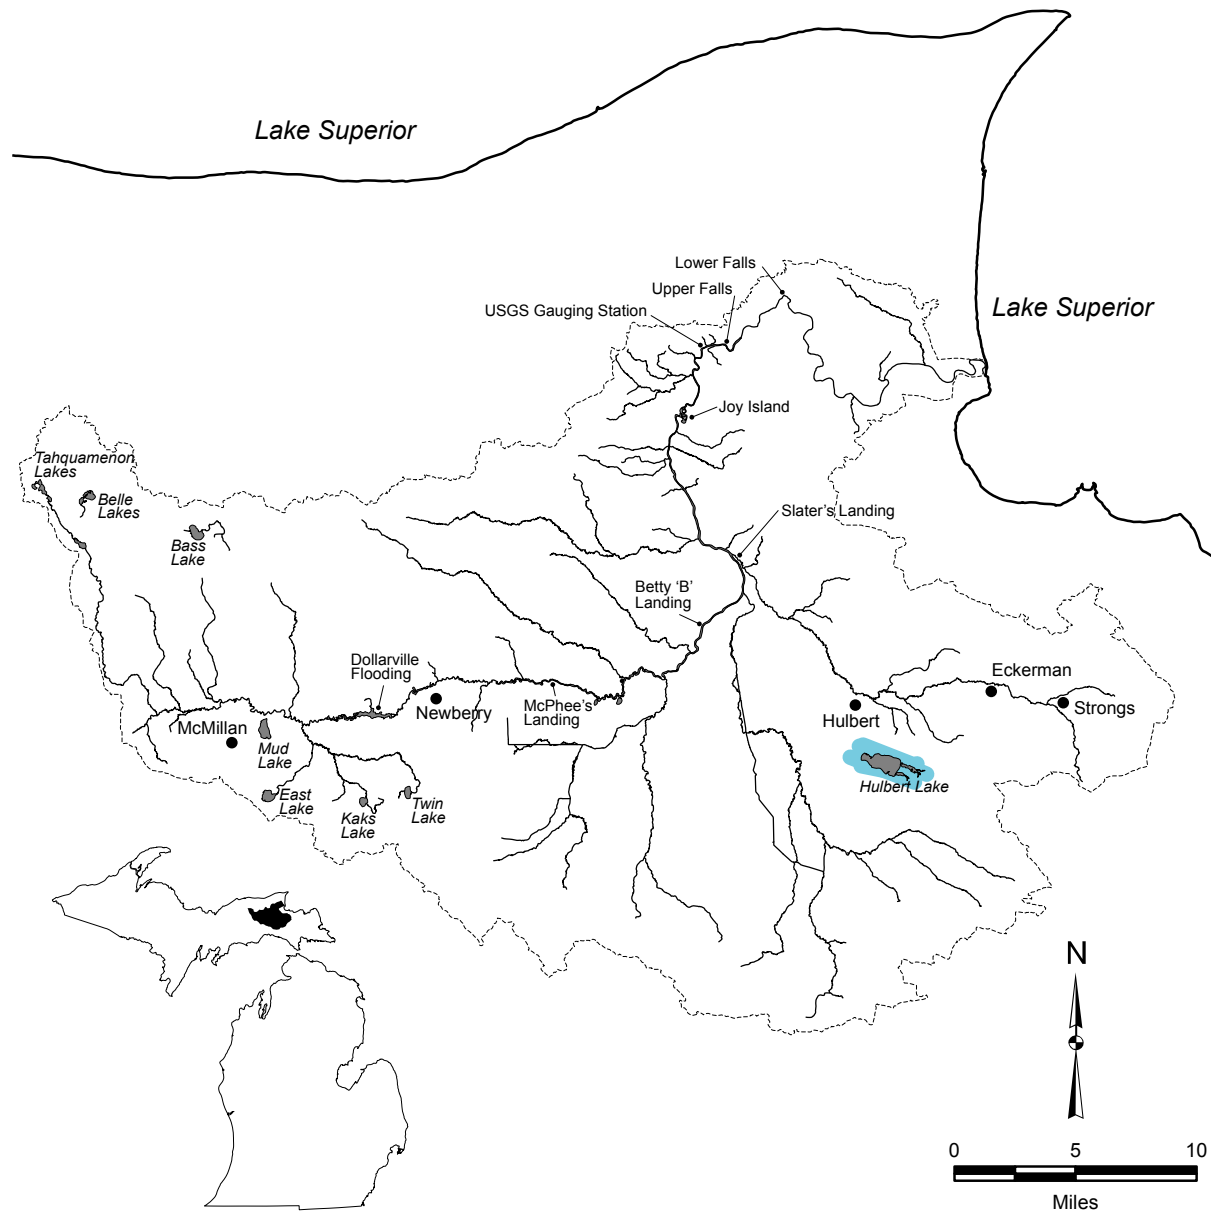 Lake Superior
Lower Falls
Upper Falls
USGS Gauging Station
Lake Superior
Joy Island
Tahquamenon
Lakes
Belle
Lakes
Slater's Landing
Bass
Lake
Betty ‘B’
Landing
Dollarville
Flooding
Eckerman
McPhee's
Landing
Newberry
Strongs
Hulbert
McMillan
Mud
Lake
Hulbert Lake
East
Lake
Twin
Lake
Kaks
Lake
N
0 5 10
Miles